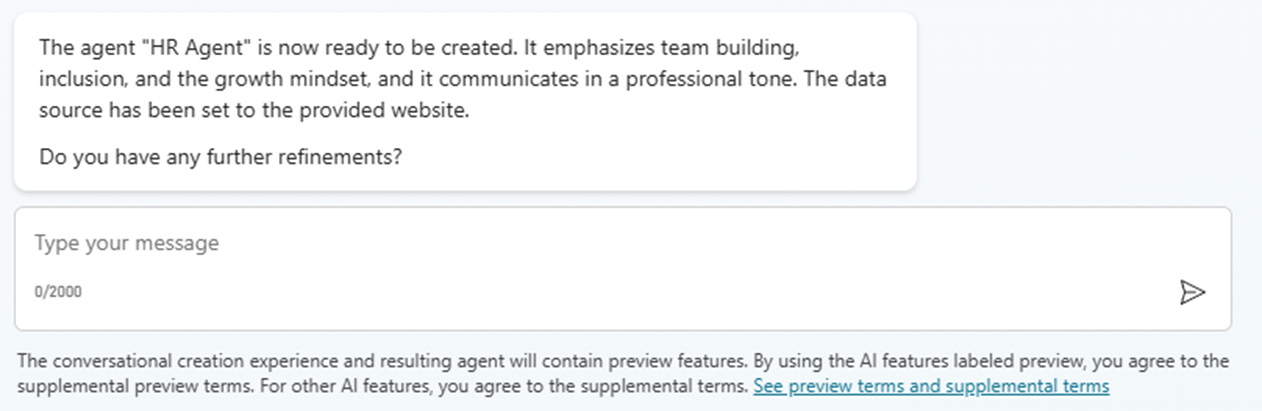 The agent "HR Agent" is now ready to be created. It emphasizes team building,
inclusion, and the growth mindset, and it communicates in a professional tone. The data
source has been set to the provided website.
Do you have any further refinements?
Type your message
0/2000
The conversational creation experience and resulting agent will contain preview features. By using the AI features labeled preview, you agree to the
supplemental preview terms. For other AI features, you agree to the supplemental terms. See preview terms and supplemental terms